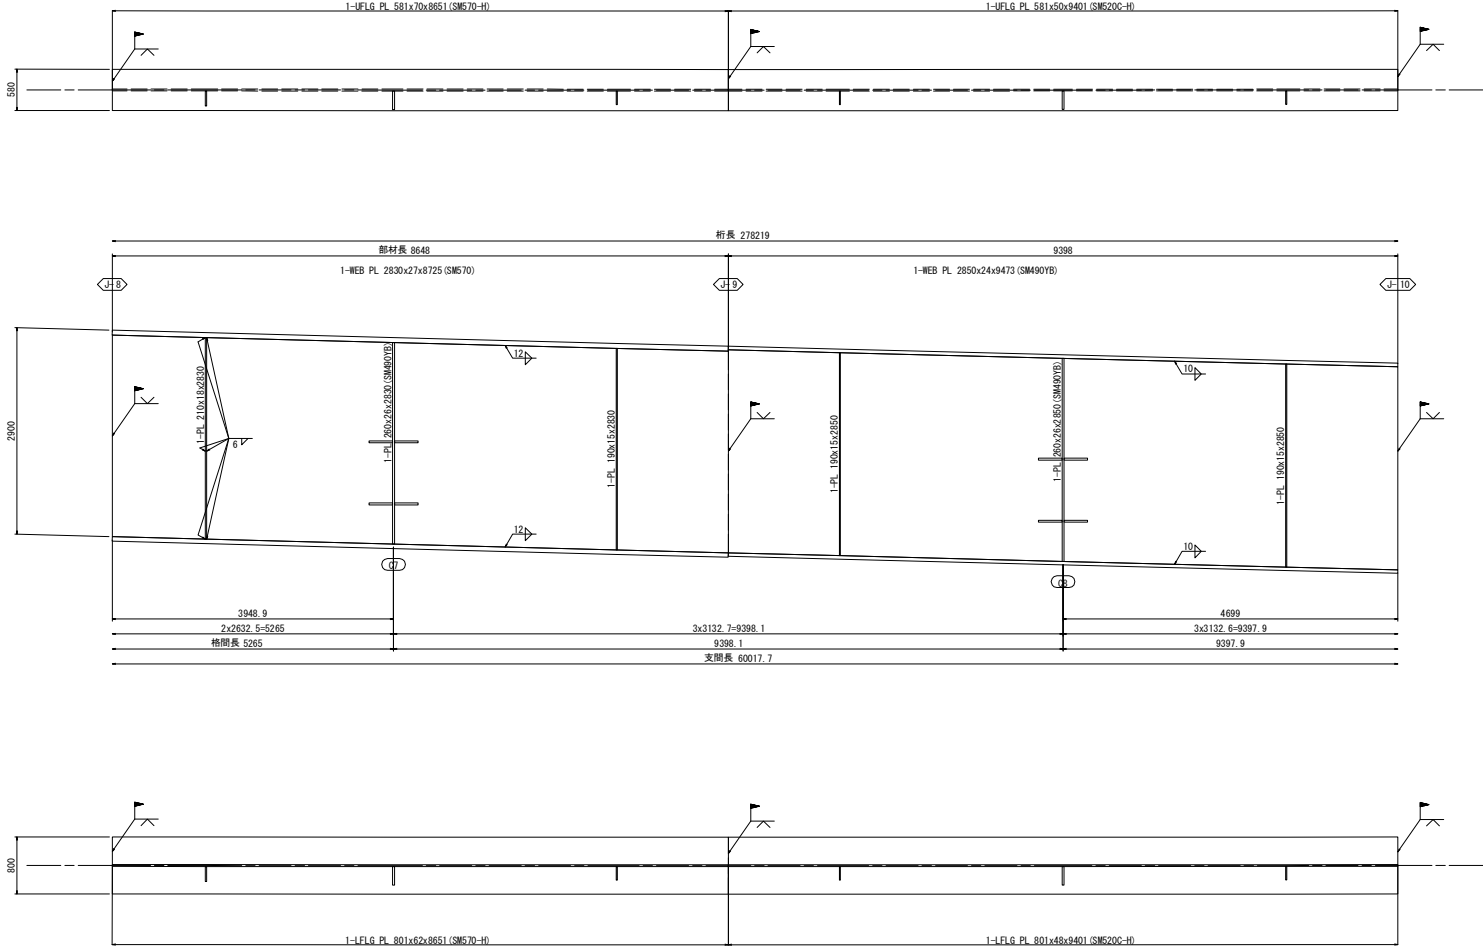 1-UFLG PL 581x70x8651(SM570-H)
1-UFLG PL 581x50x9401(SM520C-H)
580
桁長 278219
部材長 8648
9398
1-WEB PL 2830x27x8725(SM570)
1-WEB PL 2850x24x9473(SM490YB)
J- 8
J- 9
J- 10
2900
1-PL 210x18x2830
6
1-PL 260x26x2830(SM490YB)
12
12
1-PL 190x15x2830
1-PL 190x15x2850
1-PL 260x26x2850(SM490YB)
10
10
1-PL 190x15x2850
C7
C8
3948.9
4699
2x2632.5=5265
3x3132.7=9398.1
3x3132.6=9397.9
格間長 5265
9398.1
9397.9
支間長 60017.7
800
1-LFLG PL 801x62x8651(SM570-H)
1-LFLG PL 801x48x9401(SM520C-H)